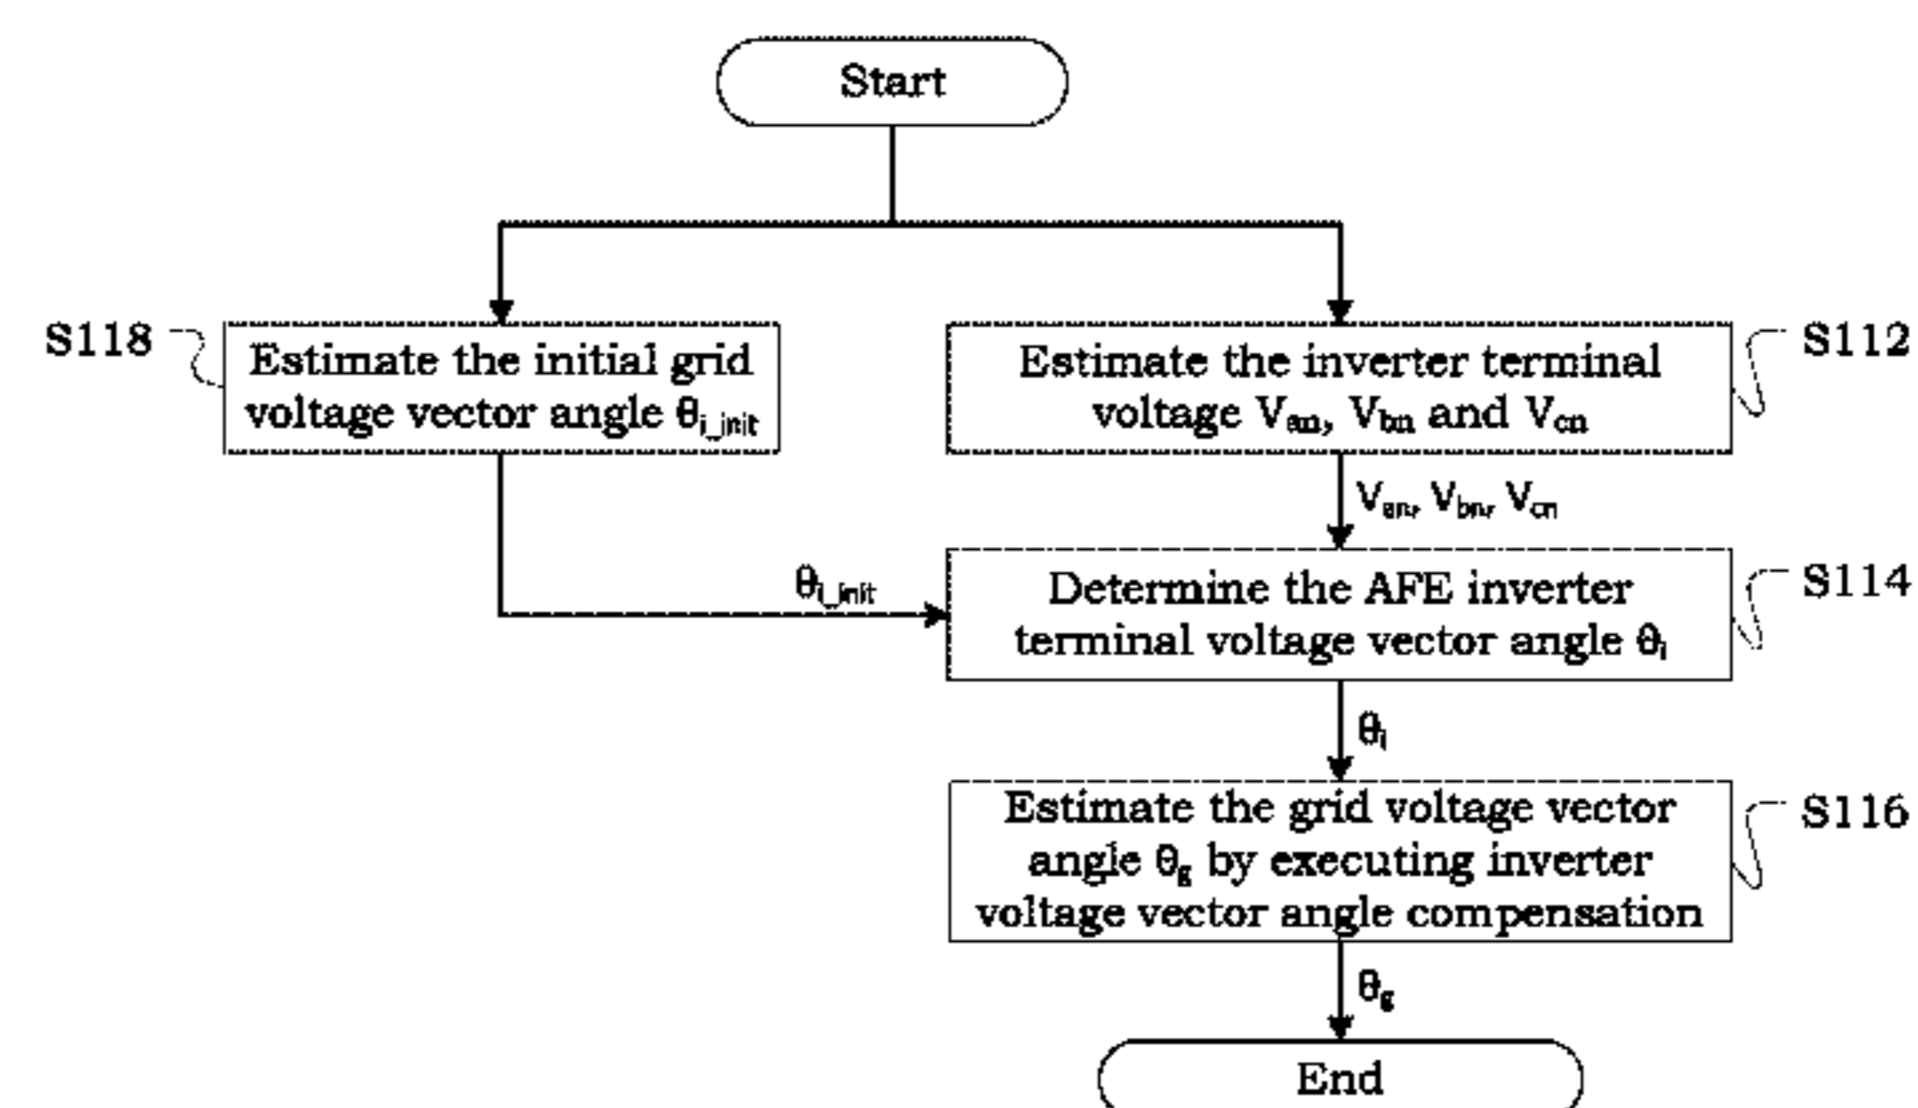 Start
S118
Estimate the initial grid
voltage vector angle θi_init
Estimate the inverter terminal
voltage Van, Vbn and Vcn
S112
Van, Vbn, Vcn
θi_init
Determine the AFE inverter
terminal voltage vector angle θi
S114
θi
Estimate the grid voltage vector
angle θg by executing inverter
voltage vector angle compensation
S116
θg
End